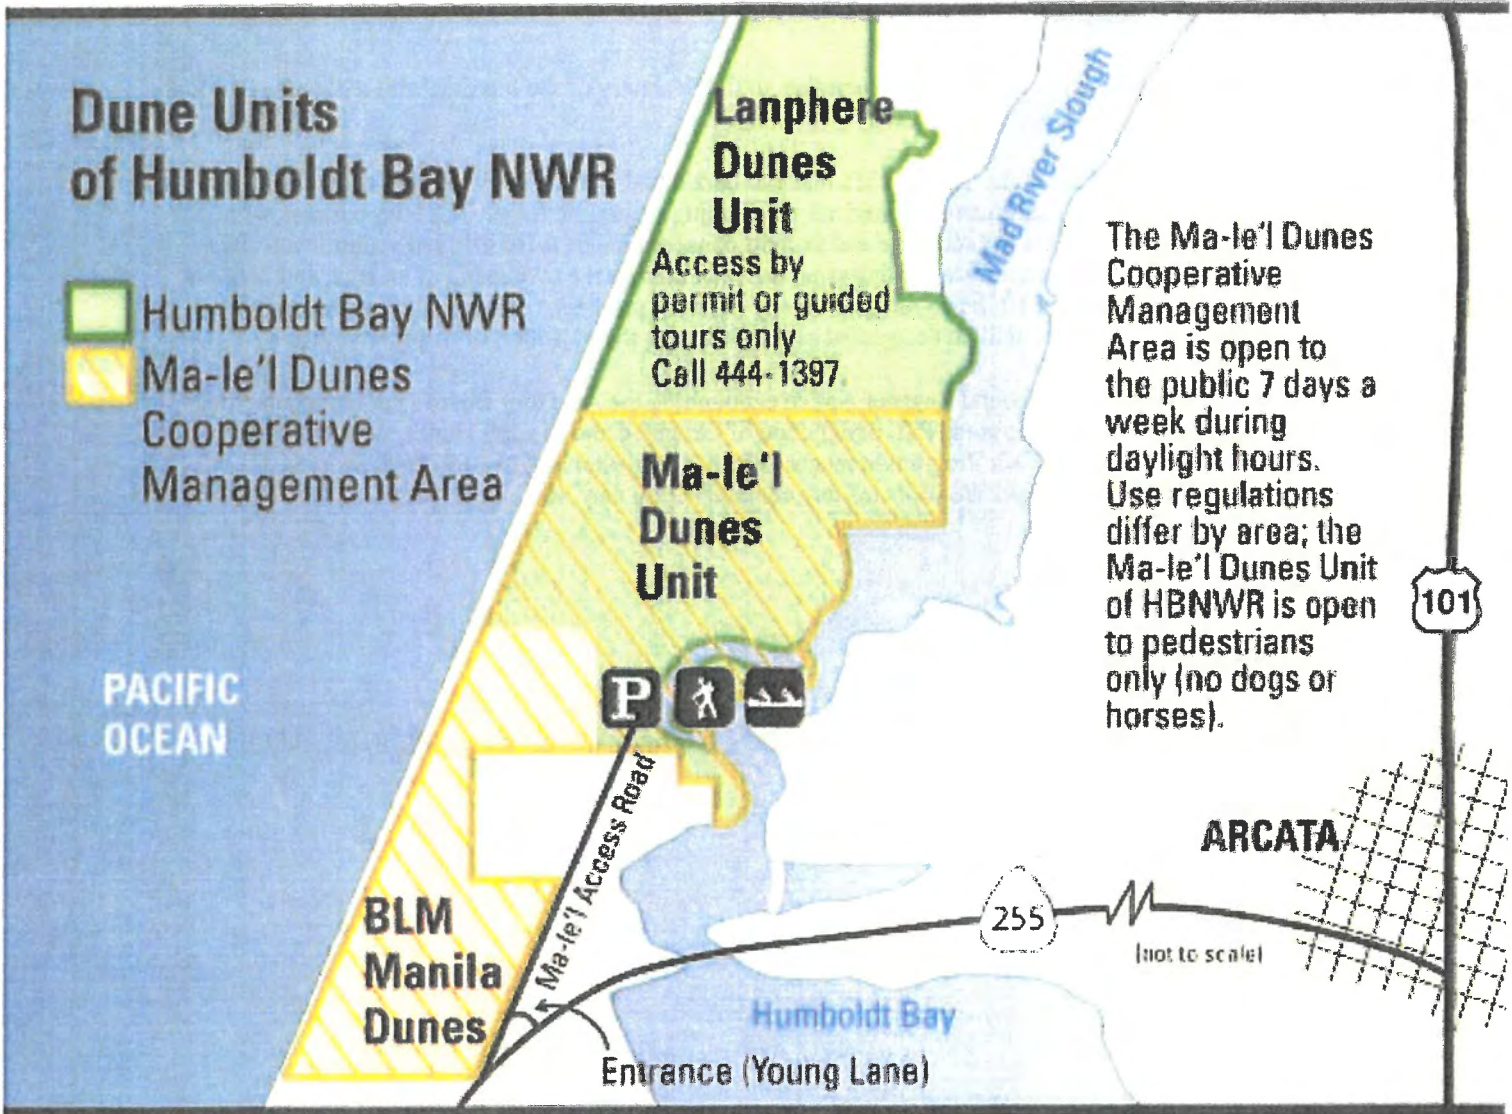 Dune Units
of Humboldt Bay NWR
Humboldt Bay NWR
Ma-le'l Dunes
Cooperative
Management Area
Lanphere
Dunes
Unit
Access by
permit or guided
tours only
Call 444-1397
Mad River Slough
Ma-le'l
Dunes
Unit
The Ma-le'l Dunes
Cooperative
Management
Area is open to
the public 7 days a
week during
daylight hours.
Use regulations
differ by area; the
Ma-le'l Dunes Unit
of HBNWR is open
to pedestrians
only (no dogs or
horses).
101
PACIFIC
OCEAN
P
Ma-le'l Access Road
ARCATA
255
(not to scale)
BLM
Manila
Dunes
Humboldt Bay
Entrance (Young Lane)